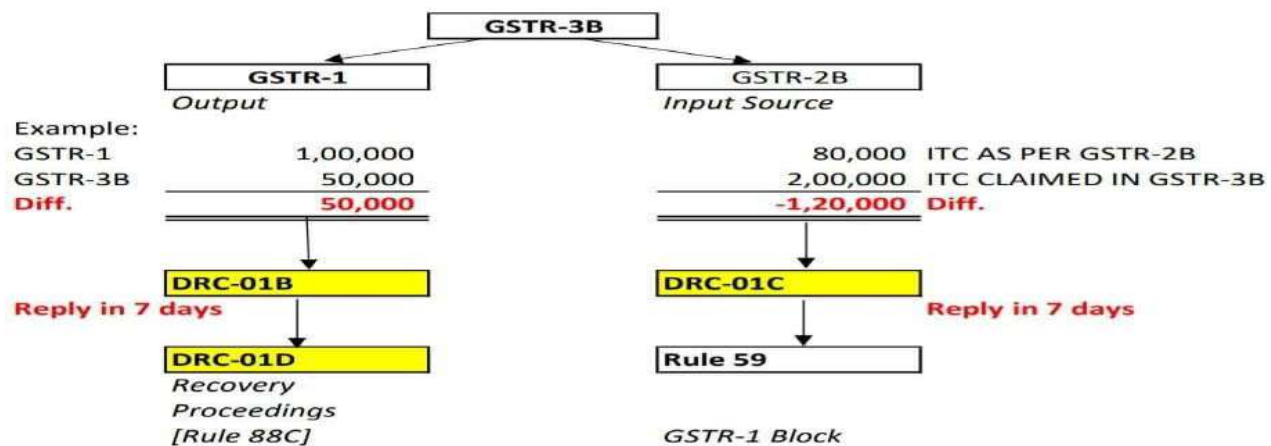 GSTR-3B
GSTR-1 GSTR-2B
Output Input Source
Example:
GSTR-1 1,00,000 80,000 ITC AS PER GSTR-2B
GSTR-3B 50,000 2,00,000 ITC CLAIMED IN GSTR-3B
Diff. 50,000 -1,20,000 Diff.
DRC-01B DRC-01C
Reply in 7 days Reply in 7 days
DRC-01D Rule 59
Recovery
Proceedings
[Rule 88C] GSTR-1 Block